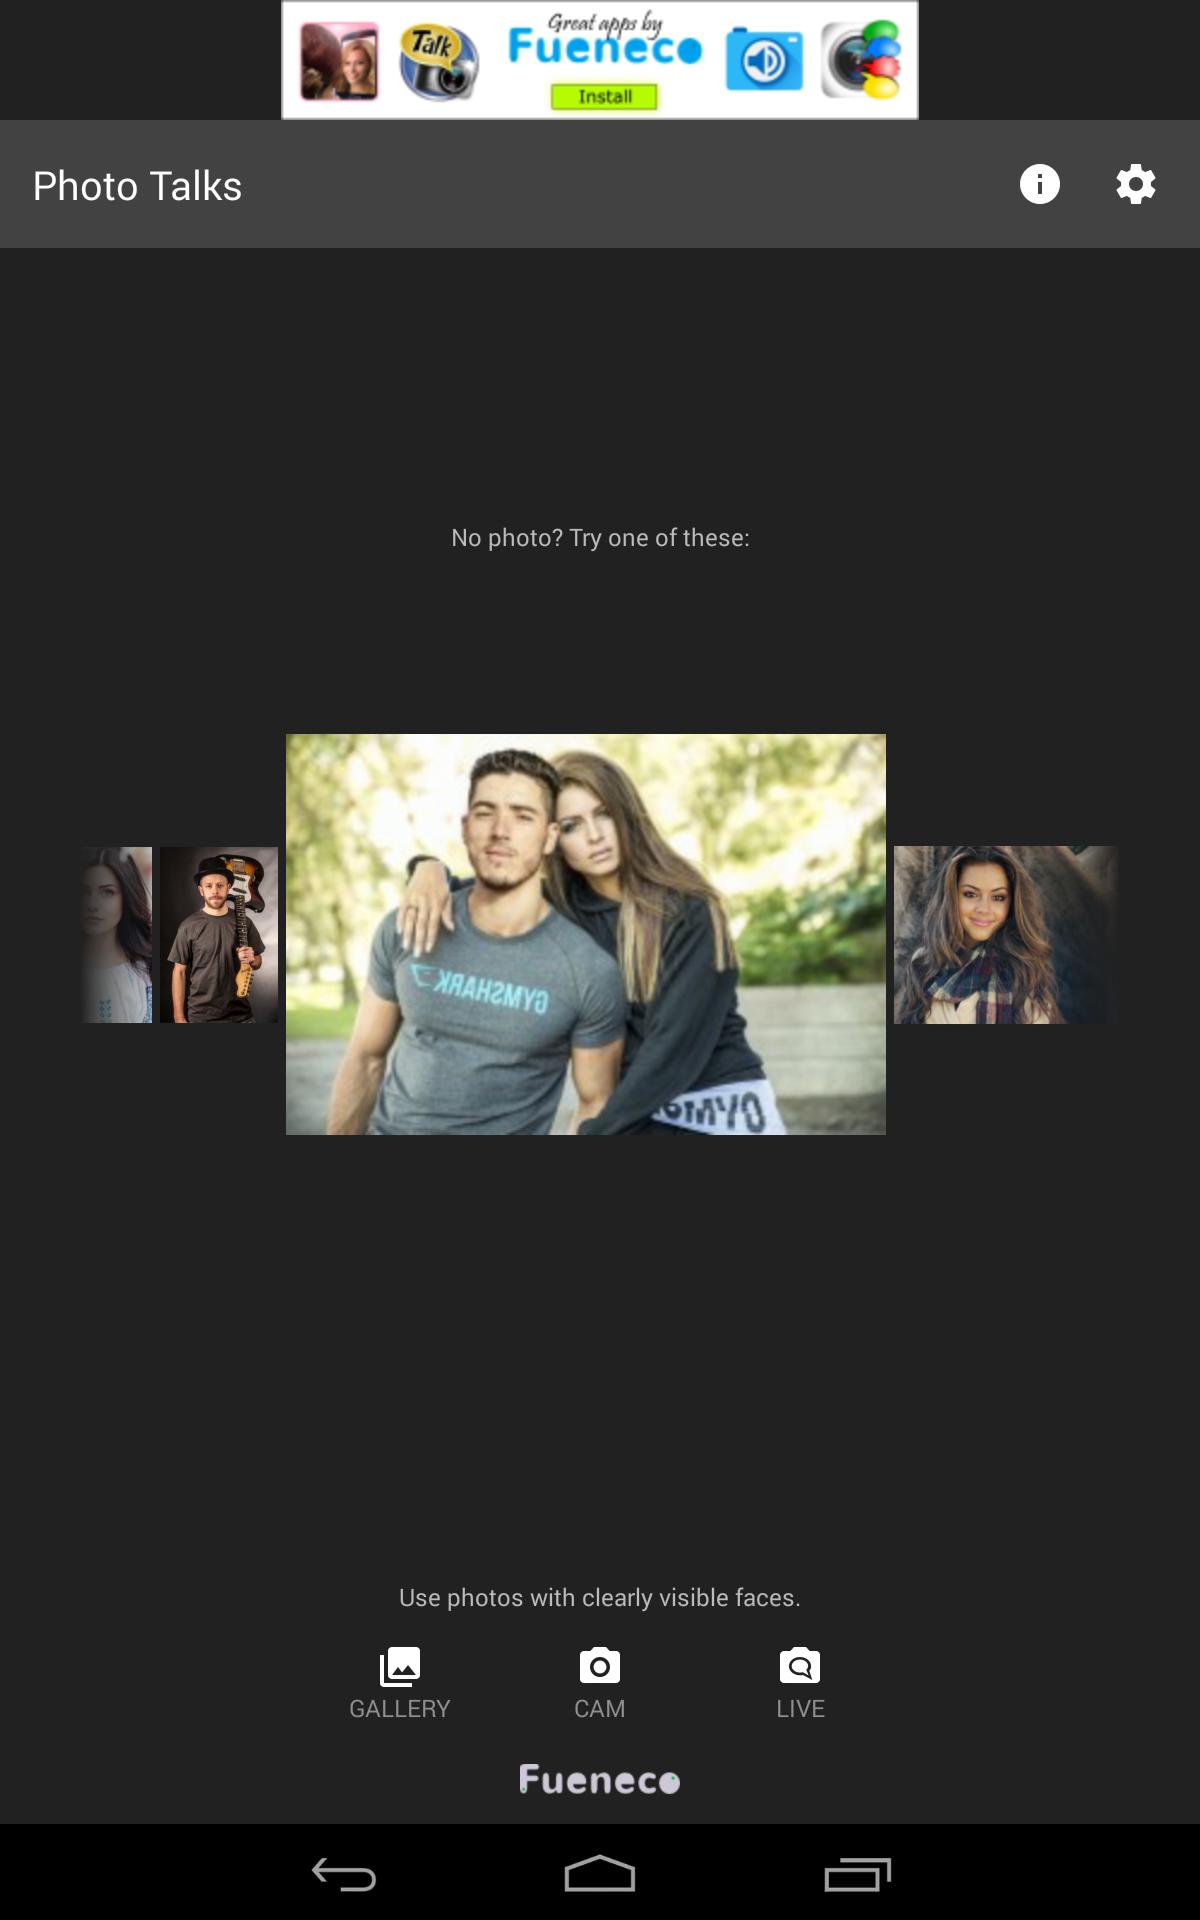 Great apps by
Talk
Fueneco
Install
Photo Talks
No photo? Try one of these:
GYMSHARK
Use photos with clearly visible faces.
GALLERY
CAM
LIVE
Fueneco